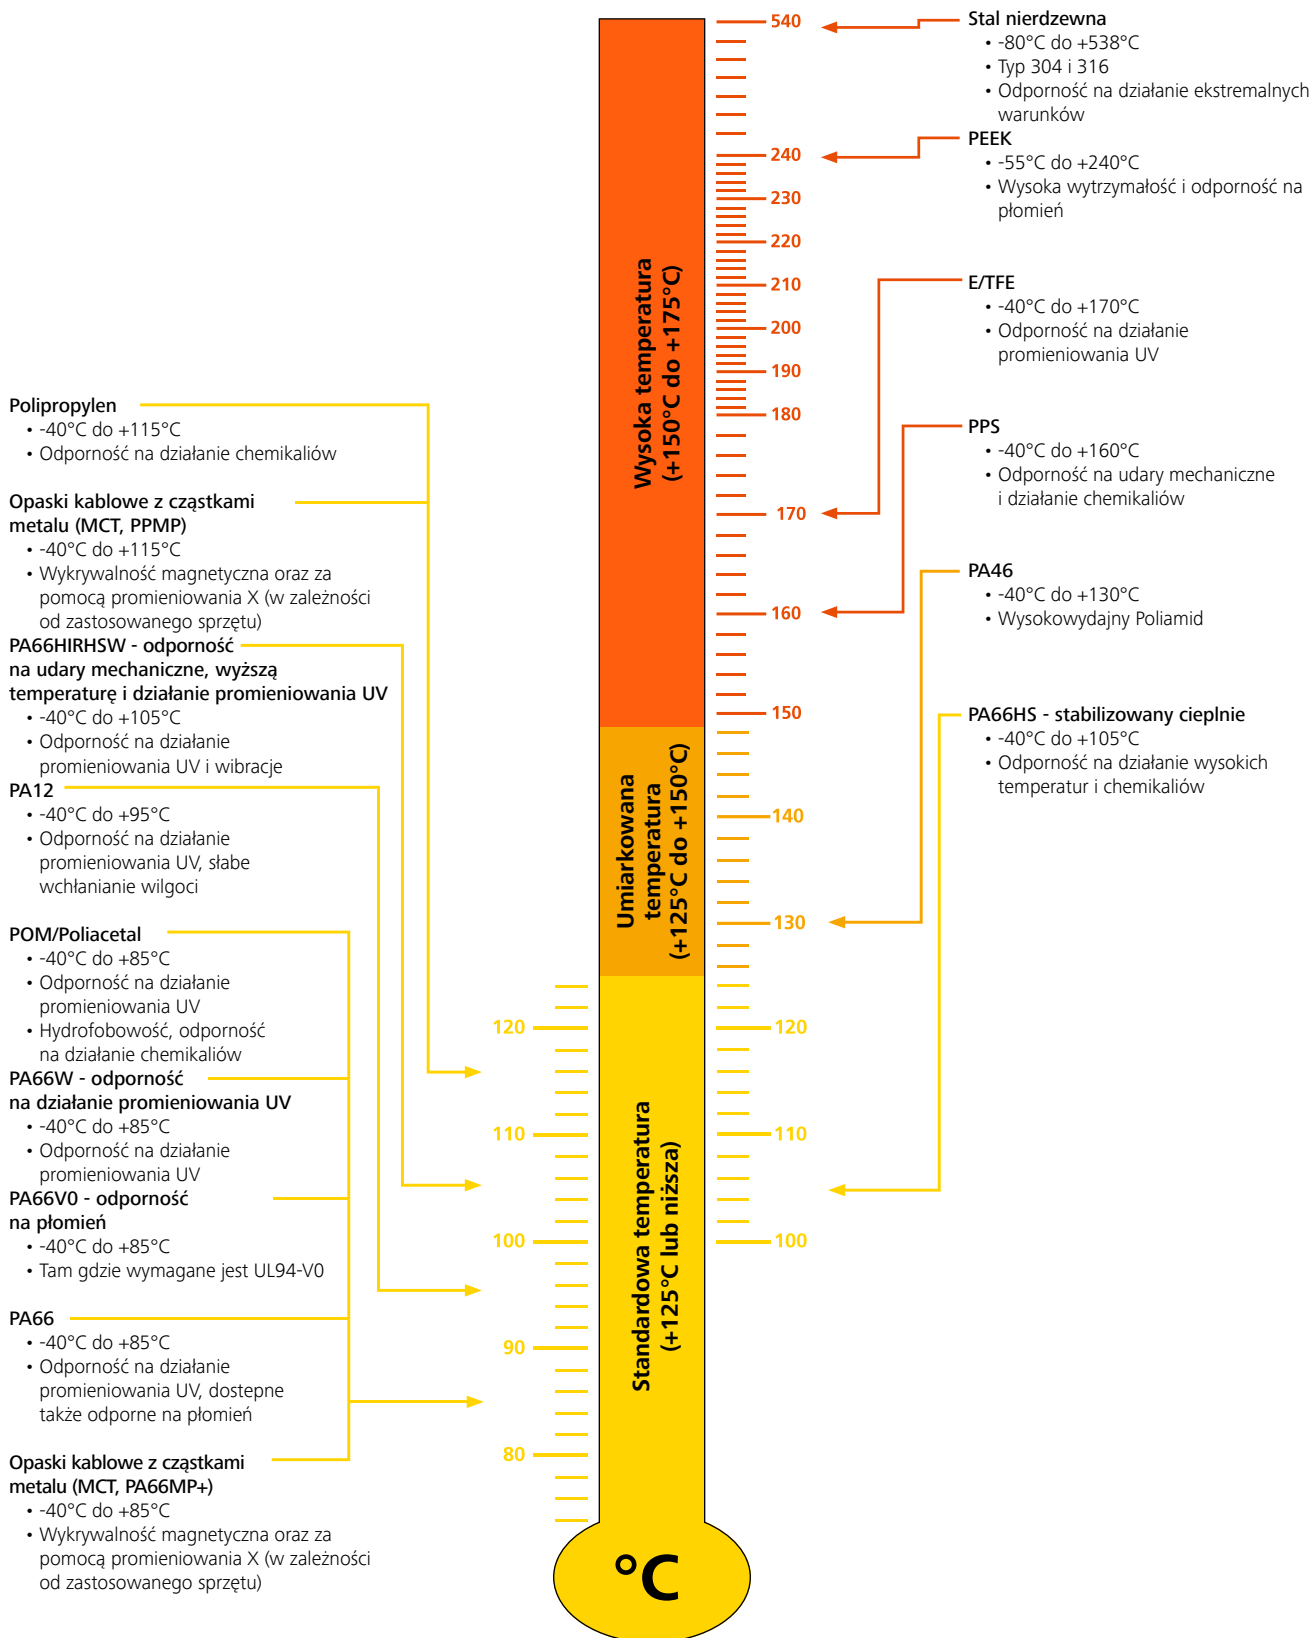 Polipropylen
• -40°C do +115°C
• Odporność na działanie chemikaliów
Opaski kablowe z cząstkami
metalu (MCT, PPMP)
• -40°C do +115°C
• Wykrywalność magnetyczna oraz za
pomocą promieniowania X (w zależności
od zastosowanego sprzętu)
PA66HIRHSW - odporność
na udary mechaniczne, wyższą
temperaturę i działanie promieniowania UV
• -40°C do +105°C
• Odporność na działanie
promieniowania UV i wibracje
PA12
• -40°C do +95°C
• Odporność na działanie
promieniowania UV, słabe
wchłanianie wilgoci
POM/Poliacetal
• -40°C do +85°C
• Odporność na działanie
promieniowania UV
• Hydrofobowość, odporność
na działanie chemikaliów
PA66W - odporność
na działanie promieniowania UV
• -40°C do +85°C
• Odporność na działanie
promieniowania UV
PA66V0 - odporność
na płomień
• -40°C do +85°C
• Tam gdzie wymagane jest UL94-V0
PA66
• -40°C do +85°C
• Odporność na działanie
promieniowania UV, dostepne
także odporne na płomień
Opaski kablowe z cząstkami
metalu (MCT, PA66MP+)
• -40°C do +85°C
• Wykrywalność magnetyczna oraz za
pomocą promieniowania X (w zależności
od zastosowanego sprzętu)
120
110
100
90
80
Wysoka temperatura
(+150°C do +175°C)
Umiarkowana
temperatura
(+125°C do +150°C)
Standardowa temperatura
(+125°C lub niższa)
°C
540
240
230
220
210
200
190
180
170
160
150
140
130
120
110
100
Stal nierdzewna
• -80°C do +538°C
• Typ 304 i 316
• Odporność na działanie ekstremalnych
warunków
PEEK
• -55°C do +240°C
• Wysoka wytrzymałość i odporność na
płomień
E/TFE
• -40°C do +170°C
• Odporność na działanie
promieniowania UV
PPS
• -40°C do +160°C
• Odporność na udary mechaniczne
i działanie chemikaliów
PA46
• -40°C do +130°C
• Wysokowydajny Poliamid
PA66HS - stabilizowany cieplnie
• -40°C do +105°C
• Odporność na działanie wysokich
temperatur i chemikaliów